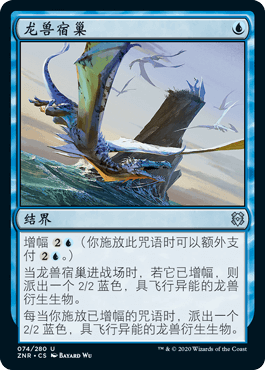 龙兽宿巢
结界
增幅2（你施放此咒语时可以额外支
付2。）
当龙兽宿巢进战场时，若它已增幅，则
派出一个 2/2 蓝色，具飞行异能的龙兽
衍生生物。
每当你施放已增幅的咒语时，派出一个
2/2 蓝色，具飞行异能的龙兽衍生生物。
074/280 U
ZNR • CS BAYARD WU
™ & © 2020 Wizards of the Coast